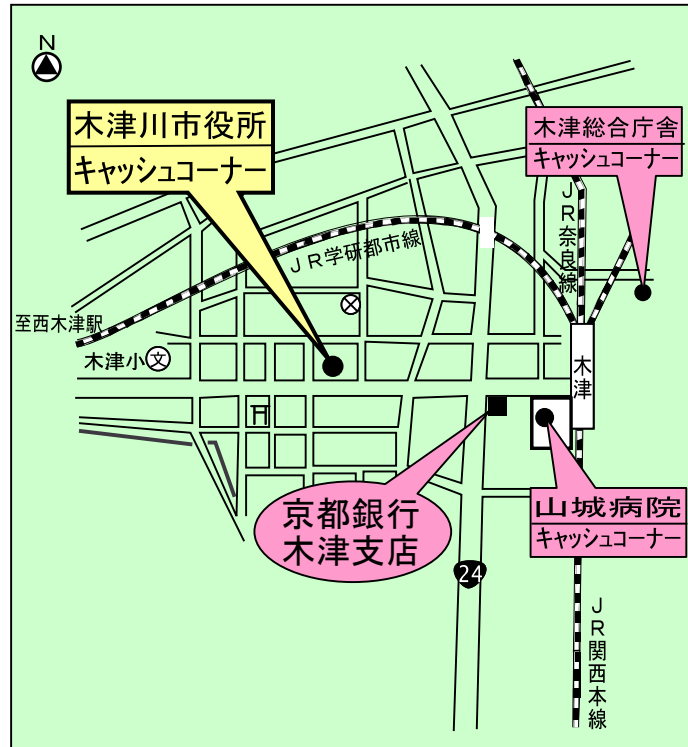 N
木津川市役所
キャッシュコーナー
木津総合庁舎
キャッシュコーナー
JR奈良線
JR学研都市線
至西木津駅
木津小
文
木津
京都銀行
木津支店
山城病院
キャッシュコーナー
24
JR関西本線